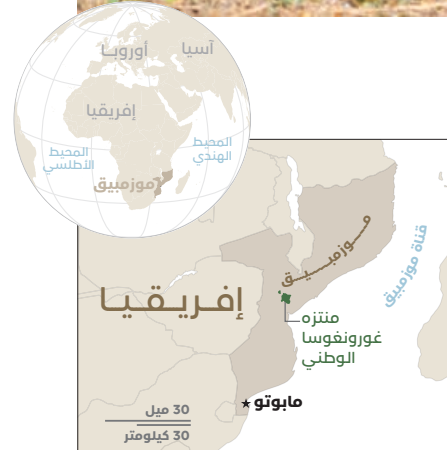 أوروبا
آسيا
إفريقيا
المحيط
الهندي
المحيط
الأطلسي
موزمبيق
موزمبيق
قناة موزمبيق
إفريقيا
منتزه
غورونغوسا
الوطني
مابوتو
30 ميل
30 كيلومتر